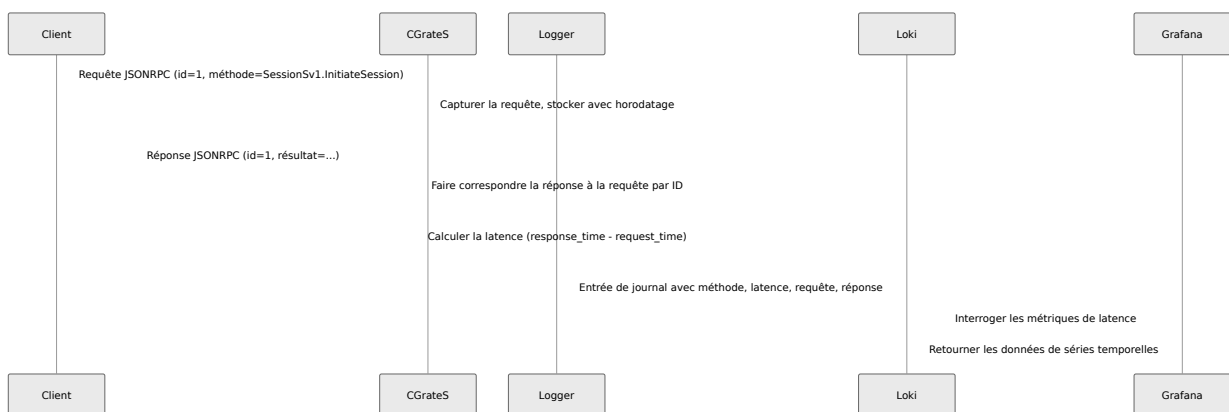 Client
CGrateS
Logger
Loki
Grafana
Requête JSONRPC (id=1, méthode=SessionSv1.InitiateSession)
Capturer la requête, stocker avec horodatage
Réponse JSONRPC (id=1, résultat=...)
Faire correspondre la réponse à la requête par ID
Calculer la latence (response_time - request_time)
Entrée de journal avec méthode, latence, requête, réponse
Interroger les métriques de latence
Retourner les données de séries temporelles
Client
CGrateS
Logger
Loki
Grafana